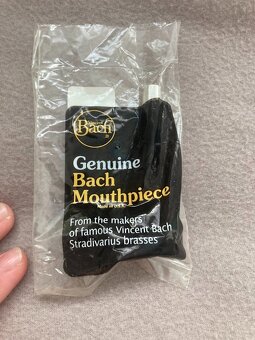 Bach
Genuine
Bach
Mouthpiece
From the makers
of famous Vincent Bach
Stradivarius brasses